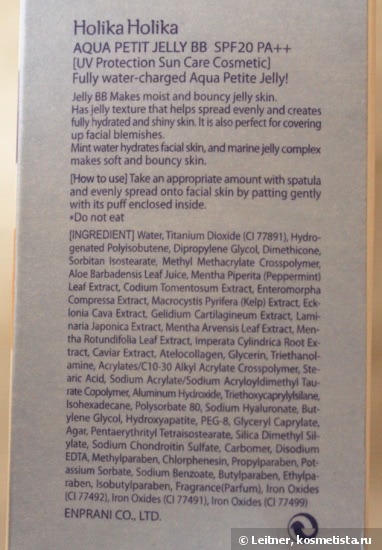 Holika Holika
AQUA PETIT JELLY BB SPF20 PA++
[UV Protection Sun Care Cosmetic]
Fully water-charged Aqua Petite Jelly!
Jelly BB Makes moist and bouncy jelly skin.
Has jelly texture that helps spread evenly and creates
fully hydrated and shiny skin. It is also perfect for covering
up facial blemishes.
Mint water hydrates facial skin, and marine jelly complex
makes soft and bouncy skin.
[How to use] Take an appropriate amount with spatula
and evenly spread onto facial skin by patting gently
with its puff enclosed inside.
*Do not eat
[INGREDIENT] Water, Titanium Dioxide (CI 77891), Hydro-
genated Polyisobutene, Dipropylene Glycol, Dimethicone,
Sorbitan Isostearate, Methyl Methacrylate Crosspolymer,
Aloe Barbadensis Leaf Juice, Mentha Piperita (Peppermint)
Leaf Extract, Codium Tomentosum Extract, Enteromorpha
Compressa Extract, Macrocystis Pyrifera (Kelp) Extract, Eck-
lonia Cava Extract, Gelidium Cartilagineum Extract, Lami-
naria Japonica Extract, Mentha Arvensis Leaf Extract, Men-
tha Rotundifolia Leaf Extract, Imperata Cylindrica Root Ex-
tract, Caviar Extract, Atelocollagen, Glycerin, Triethanol-
amine, Acrylates/C10-30 Alkyl Acrylate Crosspolymer, Ste-
aric Acid, Sodium Acrylate/Sodium Acryloyldimethyl Tau-
rate Copolymer, Aluminum Hydroxide, Triethoxycaprylylsilane,
Isohexadecane, Polysorbate 80, Sodium Hyaluronate, But-
ylene Glycol, Hydroxyapatite, PEG-8, Glyceryl Caprylate,
Agar, Pentaerythrityl Tetraisostearate, Silica Dimethyl Sil-
ylate, Sodium Chondroitin Sulfate, Carbomer, Disodium
EDTA, Methylparaben, Chlorphenesin, Propylparaben, Pot-
assium Sorbate, Sodium Benzoate, Butylparaben, Ethylpa-
raben, Isobutylparaben, Fragrance(Parfum), Iron Oxides
(CI 77492), Iron Oxides (CI 77491), Iron Oxides (CI 77499)
ENPRANI CO., LTD.
© Leitner, kosmetista.ru